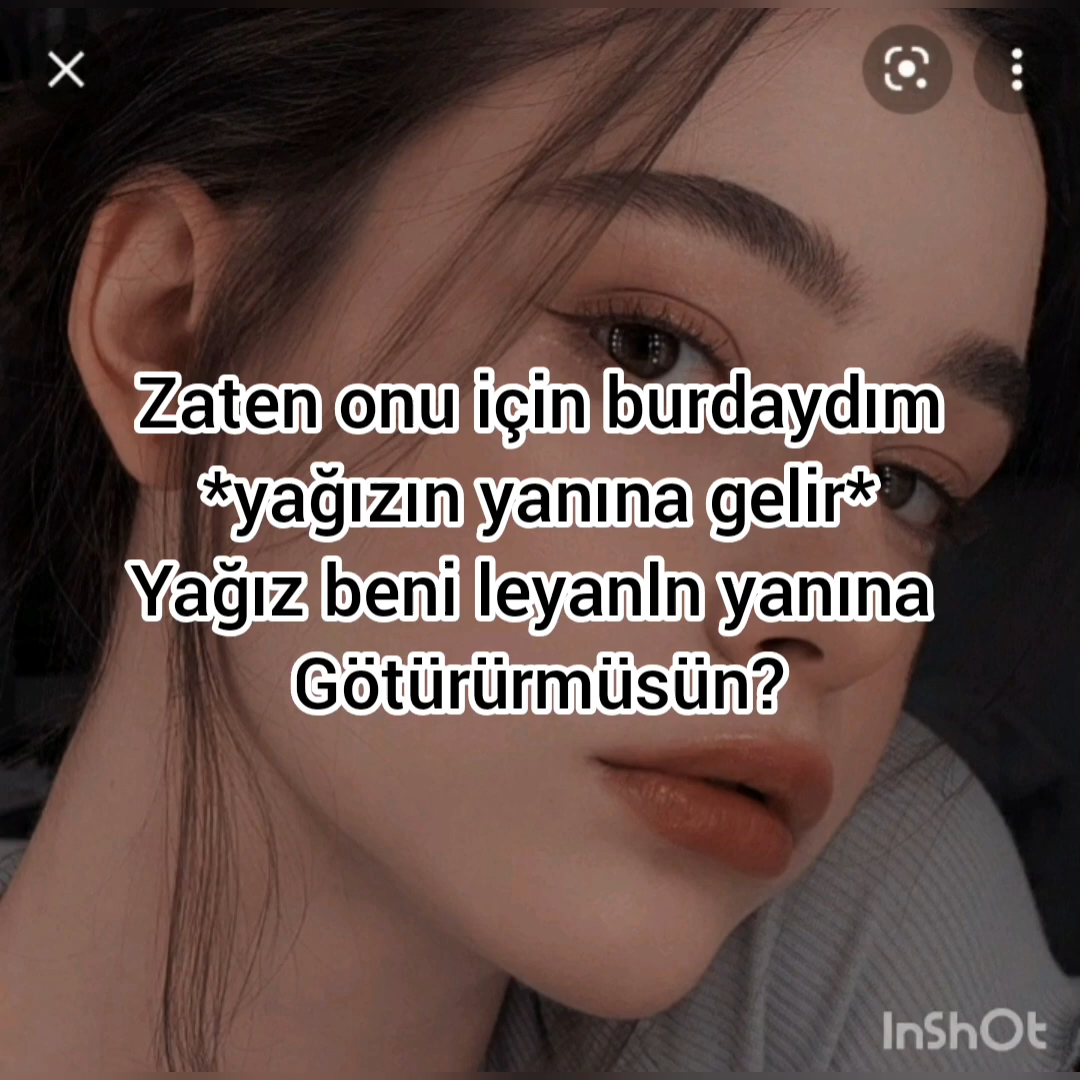 Zaten onu için burdaydım
*yağızın yanına gelir*
Yağız beni leyanln yanına
Götürürmüsün?
InShOt